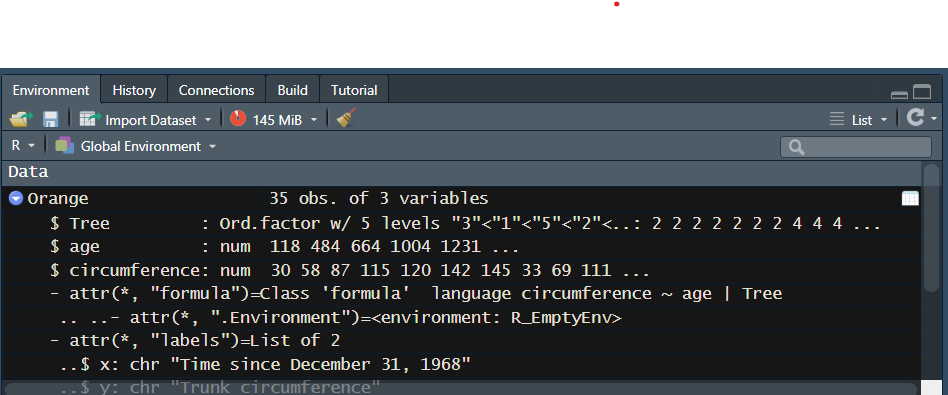 Environment History Connections Build Tutorial
Import Dataset 145 MiB List
R Global Environment
Data
Orange 35 obs. of 3 variables
$ Tree : Ord.factor w/ 5 levels "3"<"1"<"5"<"2"<..: 2 2 2 2 2 2 2 4 4 4 ...
$ age : num 118 484 664 1004 1231 ...
$ circumference: num 30 58 87 115 120 142 145 33 69 111 ...
- attr(*, "formula")=Class 'formula' language circumference ~ age | Tree
.. ..- attr(*, ".Environment")=<environment: R_EmptyEnv>
- attr(*, "labels")=List of 2
..$ x: chr "Time since December 31, 1968"
..$ y: chr "Trunk circumference"